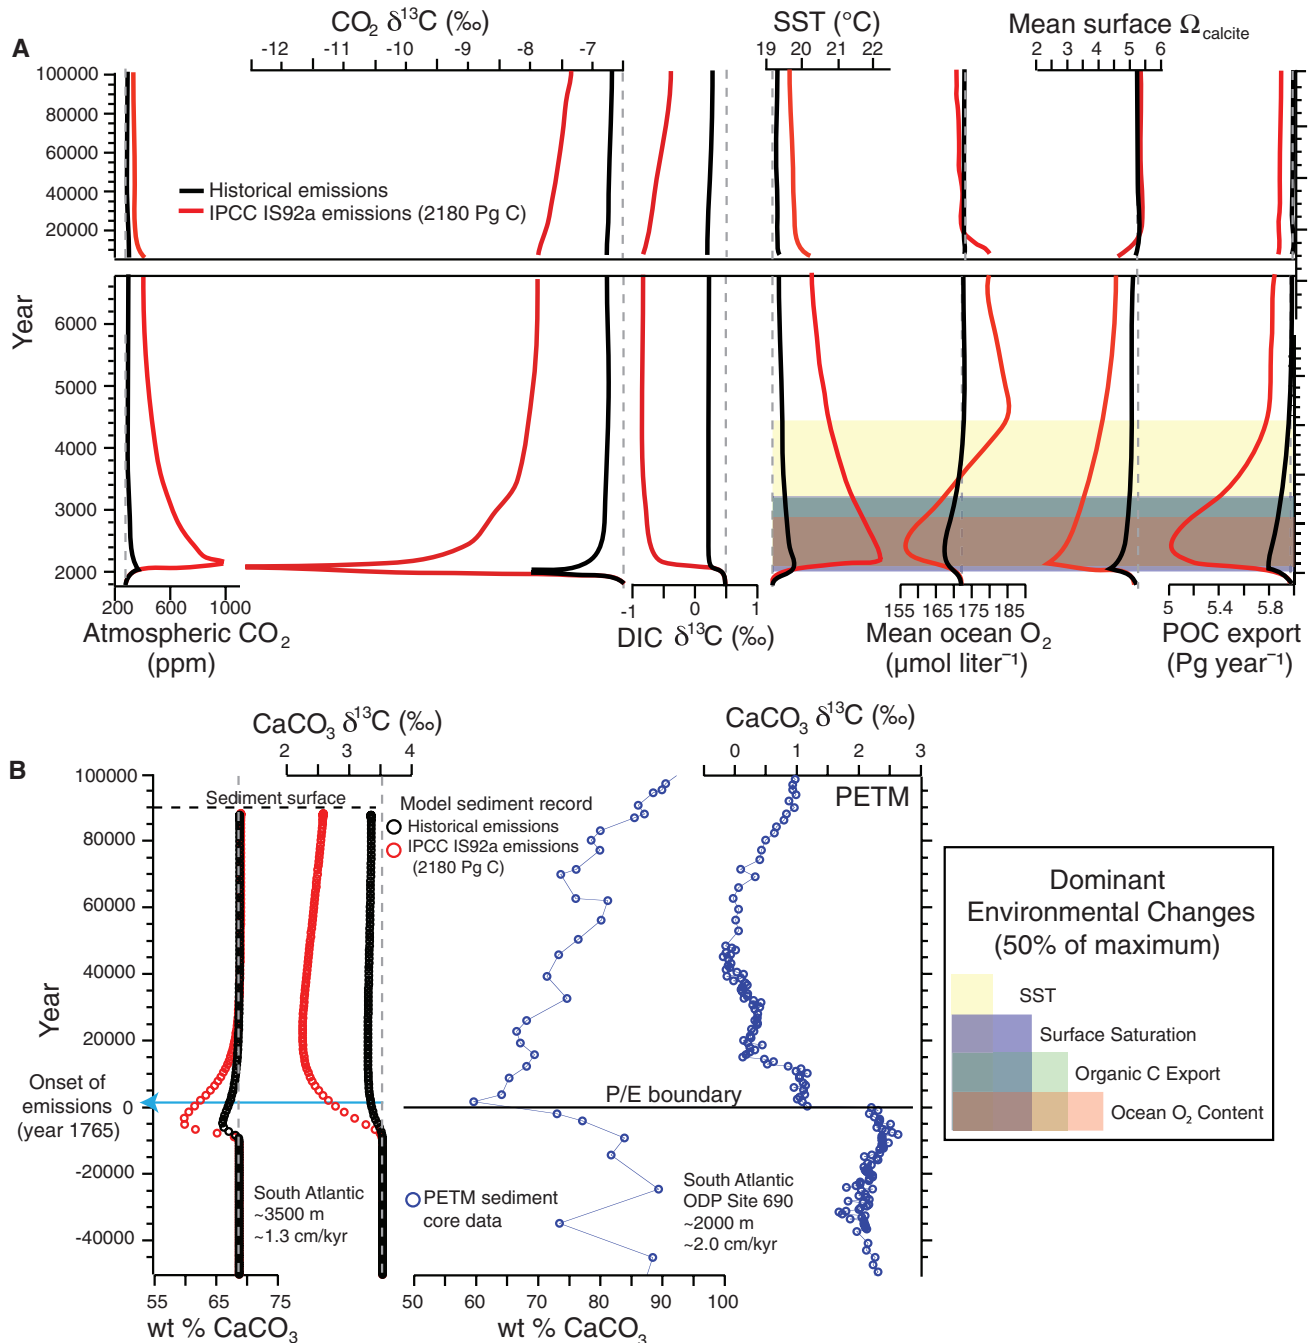 A
CO2 δ13C (‰)
-12 -11 -10 -9 -8 -7
SST (°C)
19 20 21 22
Mean surface Ωcalcite
2 3 4 5 6
100000
80000
60000
40000
20000
Historical emissions
IPCC IS92a emissions (2180 Pg C)
Year
6000
5000
4000
3000
2000
200 600 1000
Atmospheric CO2
(ppm)
-1 0 1
DIC δ13C (‰)
155 165 175 185
Mean ocean O2
(µmol liter−1)
5 5.4 5.8
POC export
(Pg year−1)
B
CaCO3 δ13C (‰)
2 3 4
CaCO3 δ13C (‰)
0 1 2 3
100000
80000
60000
40000
20000
0
-20000
-40000
Year
Sediment surface
Model sediment record
Historical emissions
IPCC IS92a emissions
(2180 Pg C)
PETM
Onset of
emissions
(year 1765)
P/E boundary
South Atlantic
~3500 m
~1.3 cm/kyr
PETM sediment
core data
South Atlantic
ODP Site 690
~2000 m
~2.0 cm/kyr
55 65 75
wt % CaCO3
50 60 70 80 90 100
wt % CaCO3
Dominant
Environmental Changes
(50% of maximum)
SST
Surface Saturation
Organic C Export
Ocean O2 Content